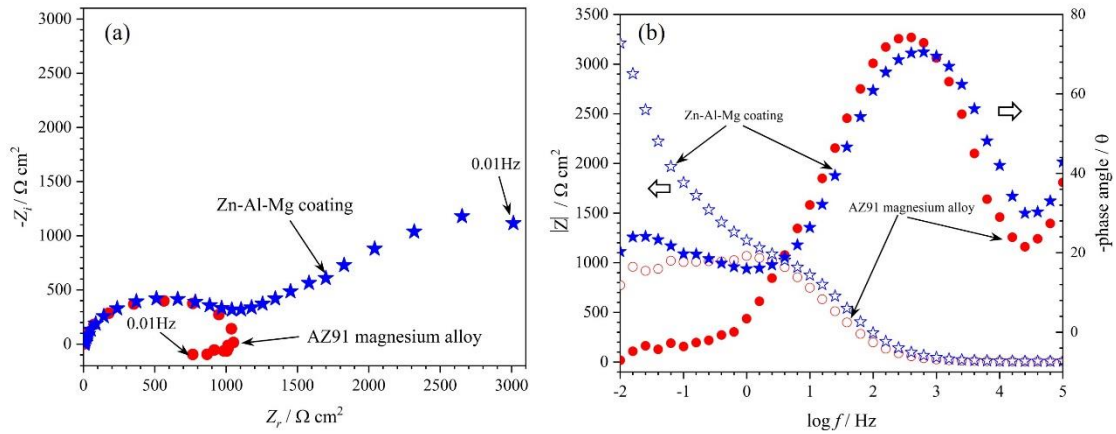 (a)
3000
2500
2000
1500
1000
500
0
-Zi / Ω cm²
0.01Hz
Zn-Al-Mg coating
0.01Hz
AZ91 magnesium alloy
0 500 1000 1500 2000 2500 3000
Zr / Ω cm²
(b)
3500
3000
2500
2000
1500
1000
500
0
|Z| / Ω cm²
Zn-Al-Mg coating
AZ91 magnesium alloy
80
60
40
20
0
-phase angle / θ
-2 -1 0 1 2 3 4 5
log f / Hz